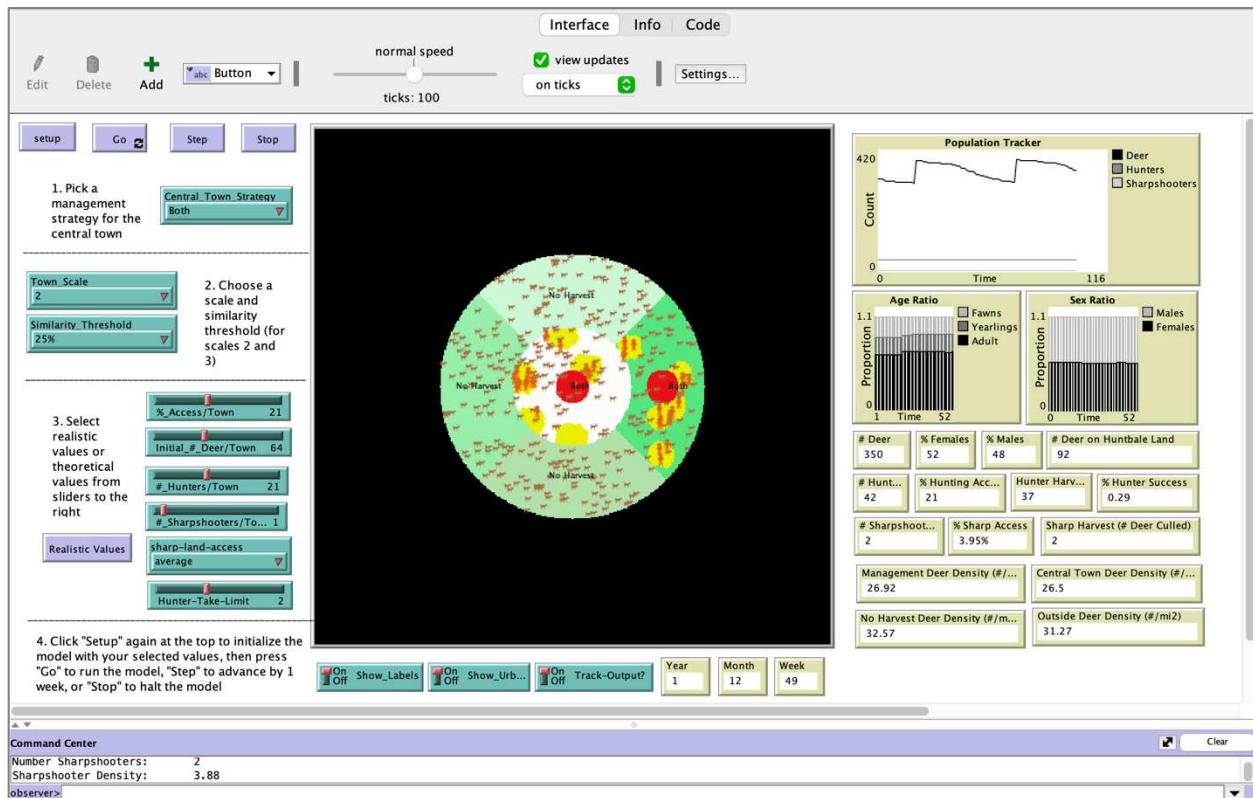 Interface Info Code
normal speed
view updates
Edit Delete Add abc Button
on ticks
Settings...
ticks: 100
setup Go Step Stop
1. Pick a
management
strategy for the
central town
Central_Town_Strategy
Both
Town_Scale
2
Similarity_Threshold
25%
2. Choose a
scale and
similarity
threshold (for
scales 2 and
3)
3. Select
realistic
values or
theoretical
values from
sliders to the
right
Realistic Values
%_Access/Town 21
Initial_#_Deer/Town 64
#_Hunters/Town 21
#_Sharpshooters/To... 1
sharp-land-access
average
Hunter-Take-Limit 2
4. Click "Setup" again at the top to initialize the
model with your selected values, then press
"Go" to run the model, "Step" to advance by 1
week, or "Stop" to halt the model
No Harvest
No Harvest
Both
Both
No Harvest
On
Off Show_Labels
On
Off Show_Urb...
On
Off Track-Output?
Year
1
Month
12
Week
49
Population Tracker
420
Count
0
0 Time 116
Deer
Hunters
Sharpshooters
Age Ratio
1.1
Proportion
0
1 Time 52
Fawns
Yearlings
Adult
Sex Ratio
1.1
Proportion
0
0 Time 52
Males
Females
# Deer
350
% Females
52
% Males
48
# Deer on Huntbale Land
92
# Hunt...
42
% Hunting Acc...
21
Hunter Harv...
37
% Hunter Success
0.29
# Sharpshoot...
2
% Sharp Access
3.95%
Sharp Harvest (# Deer Culled)
2
Management Deer Density (#/...
26.92
Central Town Deer Density (#/...
26.5
No Harvest Deer Density (#/m...
32.57
Outside Deer Density (#/mi2)
31.27
Command Center
Clear
Number Sharpshooters: 2
Sharpshooter Density: 3.88
observer>